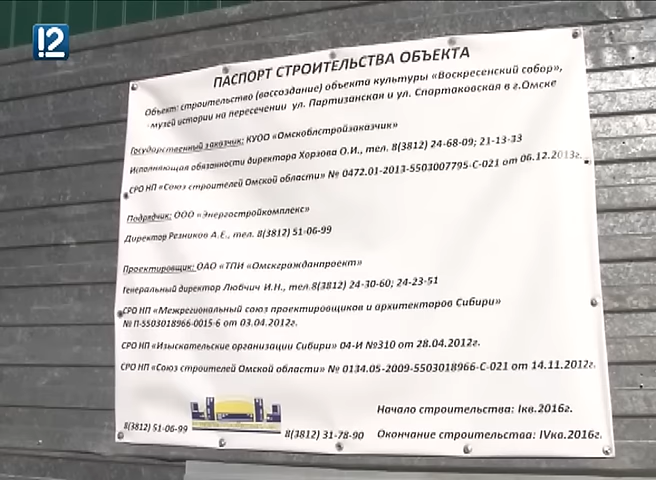 12
ПАСПОРТ СТРОИТЕЛЬСТВА ОБЪЕКТА
Объект: строительство (вассоздание) объекта культуры «Воскресенский собор»,
-музей истории на пересечении ул. Партизанская и ул. Спартаковская в г.Омске
Государственный заказчик: КУОО «Омскоблстройзаказчик»
Исполняющая обязанности директора Хорзова О.И., тел. 8(3812) 24-68-09; 21-13-33
СРО НП «Союз строителей Омской области» № 0472.01-2013-5503007795-С-021 от 06.12.2013г.
Подрядчик: ООО «Энергостройкомплекс»
Директор Резников А.Е., тел. 8(3812) 51-06-99
Проектировщик: ОАО «ТПИ «Омскгражданпроект»
Генеральный директор Любчич И.Н., тел.8(3812) 24-30-60; 24-23-51
СРО НП «Межрегиональный союз проектировщиков и архитекторов Сибири»
№ П-5503018966-0015-6 от 03.04.2012г.
СРО НП «Изыскательские организации Сибири» 04-И №310 от 28.04.2012г.
СРО НП «Союз строителей Омской области» № 0134.05-2009-5503018966-С-021 от 14.11.2012г.
Начало строительства: Iкв.2016г.
8(3812) 51-06-99 8(3812) 31-78-90 Окончание строительства: IVкв.2016г.